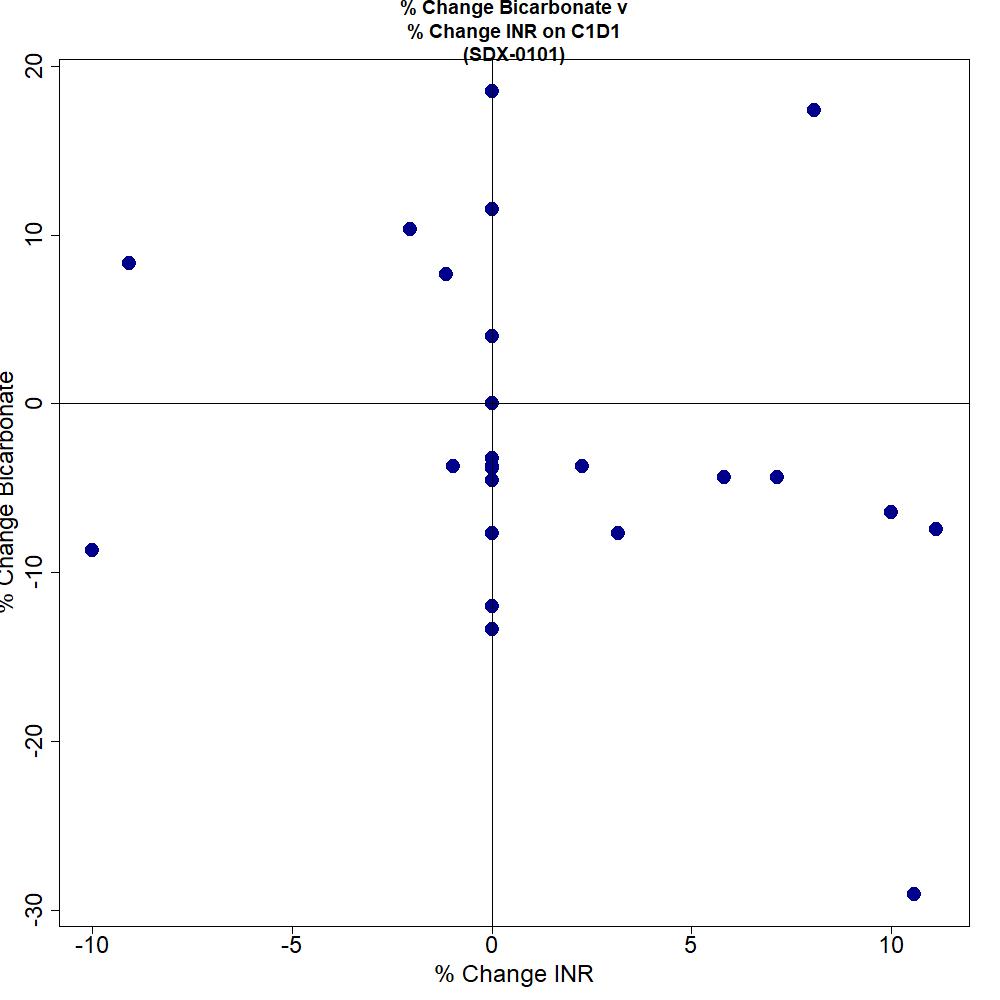 % Change Bicarbonate v
% Change INR on C1D1
(SDX-0101)
% Change Bicarbonate
20
10
0
-10
-20
-30
-10 -5 0 5 10
% Change INR